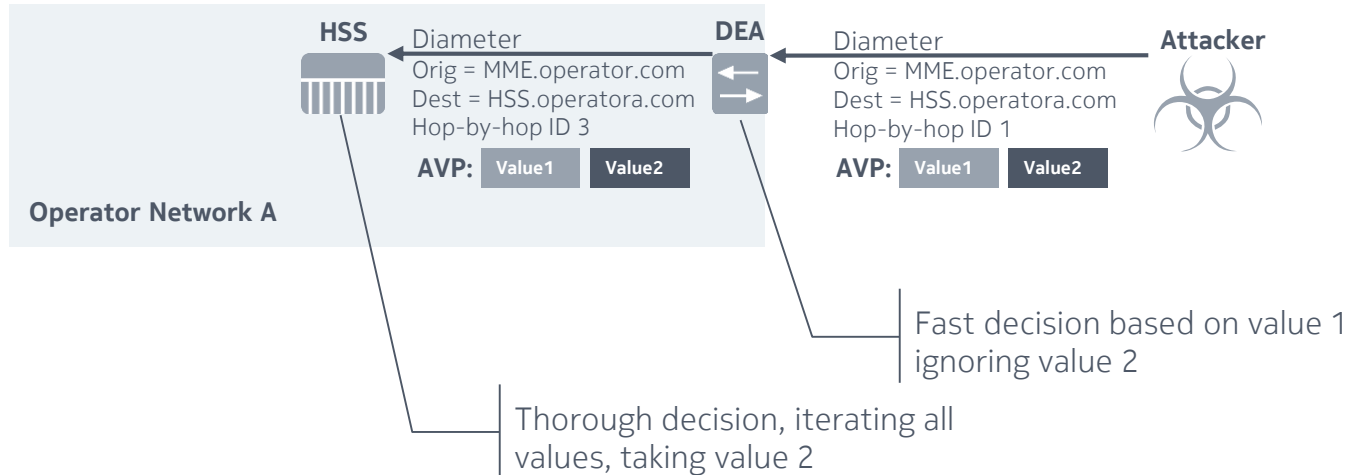 HSS
DEA
Attacker
Diameter
Orig = MME.operator.com
Dest = HSS.operatora.com
Hop-by-hop ID 3
AVP: Value1 Value2
Diameter
Orig = MME.operator.com
Dest = HSS.operatora.com
Hop-by-hop ID 1
AVP: Value1 Value2
Operator Network A
Fast decision based on value 1
ignoring value 2
Thorough decision, iterating all
values, taking value 2